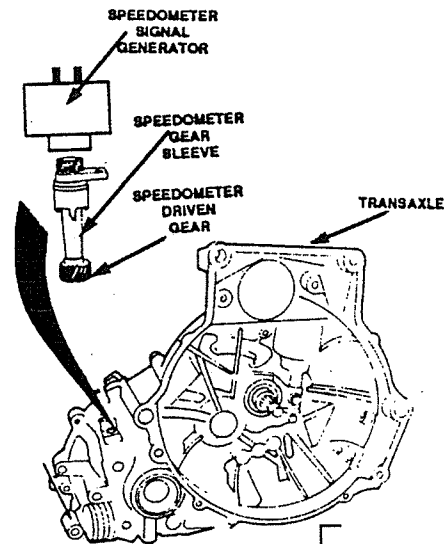 SPEEDOMETER
SIGNAL
GENERATOR
SPEEDOMETER
GEAR
SLEEVE
SPEEDOMETER
DRIVEN
GEAR
TRANSAXLE